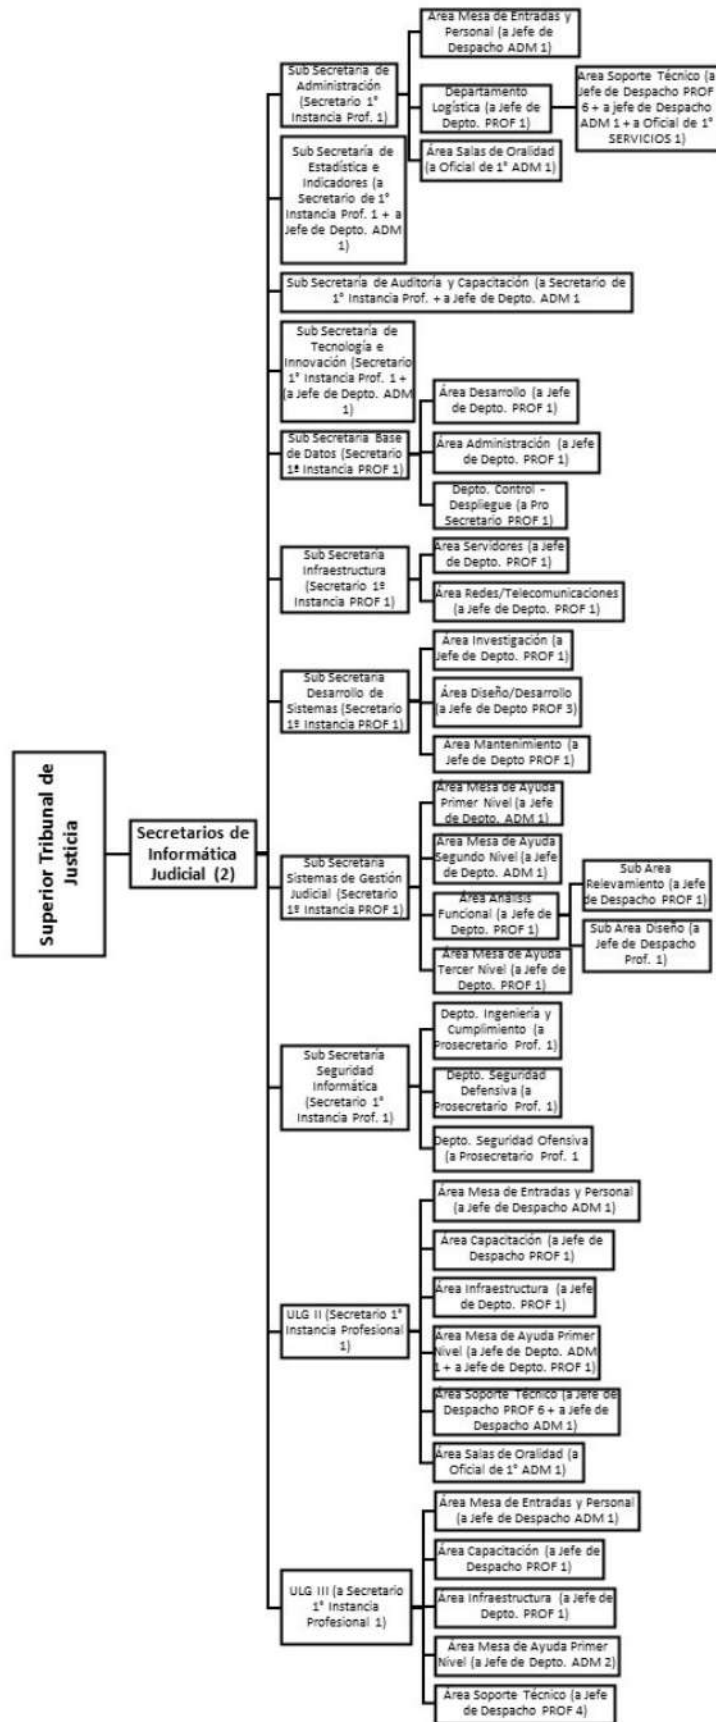 Superior Tribunal de
Justicia
Secretarios de
Informática
Judicial (2)
Sub Secretaria de
Administración
(Secretario 1°
Instancia Prof. 1)
Área Mesa de Entradas y
Personal (a Jefe de
Despacho ADM 1)
Departamento
Logística (a Jefe de
Depto. PROF 1)
Area Soporte Técnico (a
Jefe de Despacho PROF
6 + a jefe de Despacho
ADM 1 + a Oficial de 1°
SERVICIOS 1)
Área Salas de Oralidad
(a Oficial de 1° ADM 1)
Sub Secretaría de
Estadística e
Indicadores (a
Secretario de 1°
Instancia Prof. 1 + a
Jefe de Depto. ADM
1)
Sub Secretaría de Auditoría y Capacitación (a Secretario de
1° Instancia Prof. + a Jefe de Depto. ADM 1
Sub Secretaría de
Tecnología e
Innovación (Secretario
1° Instancia Prof. 1 +
(a Jefe de Depto. ADM
1)
Sub Secretaria Base
de Datos (Secretario
1ª Instancia PROF 1)
Área Desarrollo (a Jefe
de Depto. PROF 1)
Área Administración (a Jefe
de Depto. PROF 1)
Depto. Control -
Despliegue (a Pro
Secretario PROF 1)
Sub Secretaria
Infraestructura
(Secretario 1ª
Instancia PROF 1)
Área Servidores (a Jefe
de Depto. PROF 1)
Área Redes/Telecomunicaciones
(a Jefe de Depto. PROF 1)
Sub Secretaria
Desarrollo de
Sistemas (Secretario
1ª Instancia PROF 1)
Área Investigación (a
Jefe de Depto. PROF 1)
Área Diseño/Desarrollo
(a Jefe de Depto PROF 3)
Área Mantenimiento (a
Jefe de Depto PROF 1)
Sub Secretaria
Sistemas de Gestión
Judicial (Secretario
1ª Instancia PROF 1)
Área Mesa de Ayuda
Primer Nivel (a Jefe
de Depto. ADM 1)
Área Mesa de Ayuda
Segundo Nivel (a Jefe
de Depto. ADM 1)
Área Análisis
Funcional (a Jefe de
Depto. PROF 1)
Sub Area
Relevamiento (a Jefe
de Despacho PROF 1)
Sub Area Diseño (a
Jefe de Despacho
Prof. 1)
Área Mesa de Ayuda
Tercer Nivel (a Jefe de
Depto. PROF 1)
Sub Secretaría
Seguridad
Informática
(Secretario 1°
Instancia Prof. 1)
Depto. Ingeniería y
Cumplimiento (a
Prosecretario Prof. 1)
Depto. Seguridad
Defensiva (a
Prosecretario Prof. 1)
Depto. Seguridad Ofensiva
(a Prosecretario Prof. 1
ULG II (Secretario 1°
Instancia Profesional
1)
Área Mesa de Entradas y Personal
(a Jefe de Despacho ADM 1)
Área Capacitación (a Jefe de
Despacho PROF 1)
Área Infraestructura (a Jefe
de Depto. PROF 1)
Área Mesa de Ayuda Primer
Nivel (a Jefe de Depto. ADM
1 + a Jefe de Depto. PROF 1)
Área Soporte Técnico (a Jefe de
Despacho PROF 6 + a Jefe de
Despacho ADM 1)
Área Salas de Oralidad (a
Oficial de 1° ADM 1)
ULG III (a Secretario
1° Instancia
Profesional 1)
Área Mesa de Entradas y Personal
(a Jefe de Despacho ADM 1)
Área Capacitación (a Jefe de
Despacho PROF 1)
Área Infraestructura (a Jefe de
Depto. PROF 1)
Área Mesa de Ayuda Primer
Nivel (a Jefe de Depto. ADM 2)
Área Soporte Técnico (a Jefe
de Despacho PROF 4)